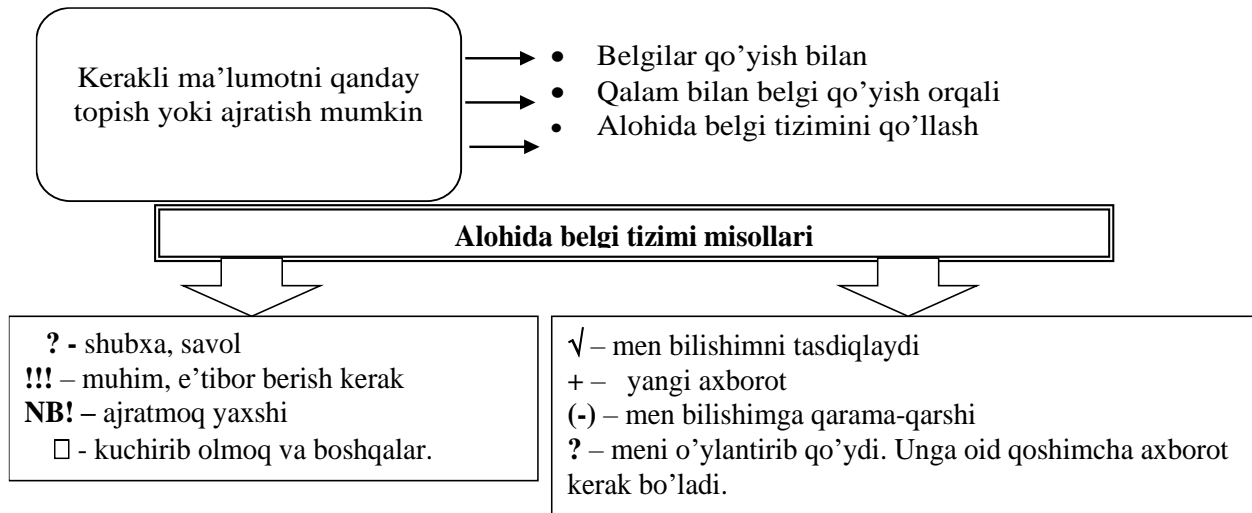 Kerakli ma’lumotni qanday
topish yoki ajratish mumkin
• Belgilar qo’yish bilan
• Qalam bilan belgi qo’yish orqali
• Alohida belgi tizimini qo’llash
Alohida belgi tizimi misollari
? - shubxa, savol
!!! – muhim, e’tibor berish kerak
NB! – ajratmoq yaxshi
□ - kuchirib olmoq va boshqalar.
√ – men bilishimni tasdiqlaydi
+ – yangi axborot
(-) – men bilishimga qarama-qarshi
? – meni o’ylantirib qo’ydi. Unga oid qoshimcha axborot
kerak bo’ladi.